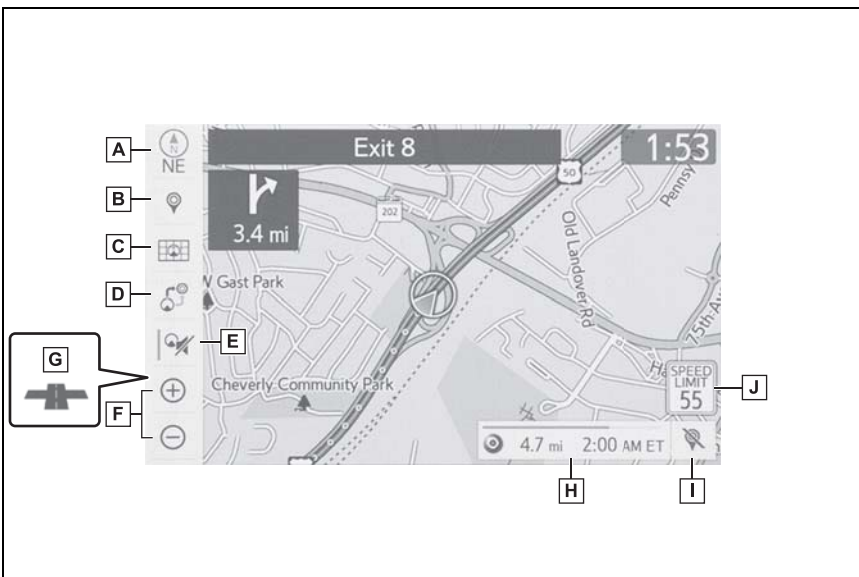 A
N
NE
Exit 8
1:53
50
Pennsy
B
202
3.4 mi
C
Old Landover Rd
D
W Gast Park
75th Av
E
G
Ha
SPEED
LIMIT
55
J
Cheverly Community Park
F
4.7 mi 2:00 AM ET
H
I